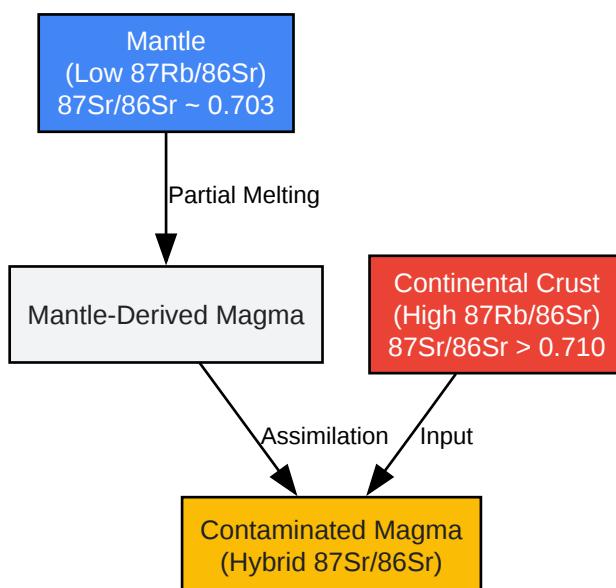 Mantle
(Low 87Rb/86Sr)
87Sr/86Sr ~ 0.703
Partial Melting
Mantle-Derived Magma
Continental Crust
(High 87Rb/86Sr)
87Sr/86Sr > 0.710
Assimilation
Input
Contaminated Magma
(Hybrid 87Sr/86Sr)